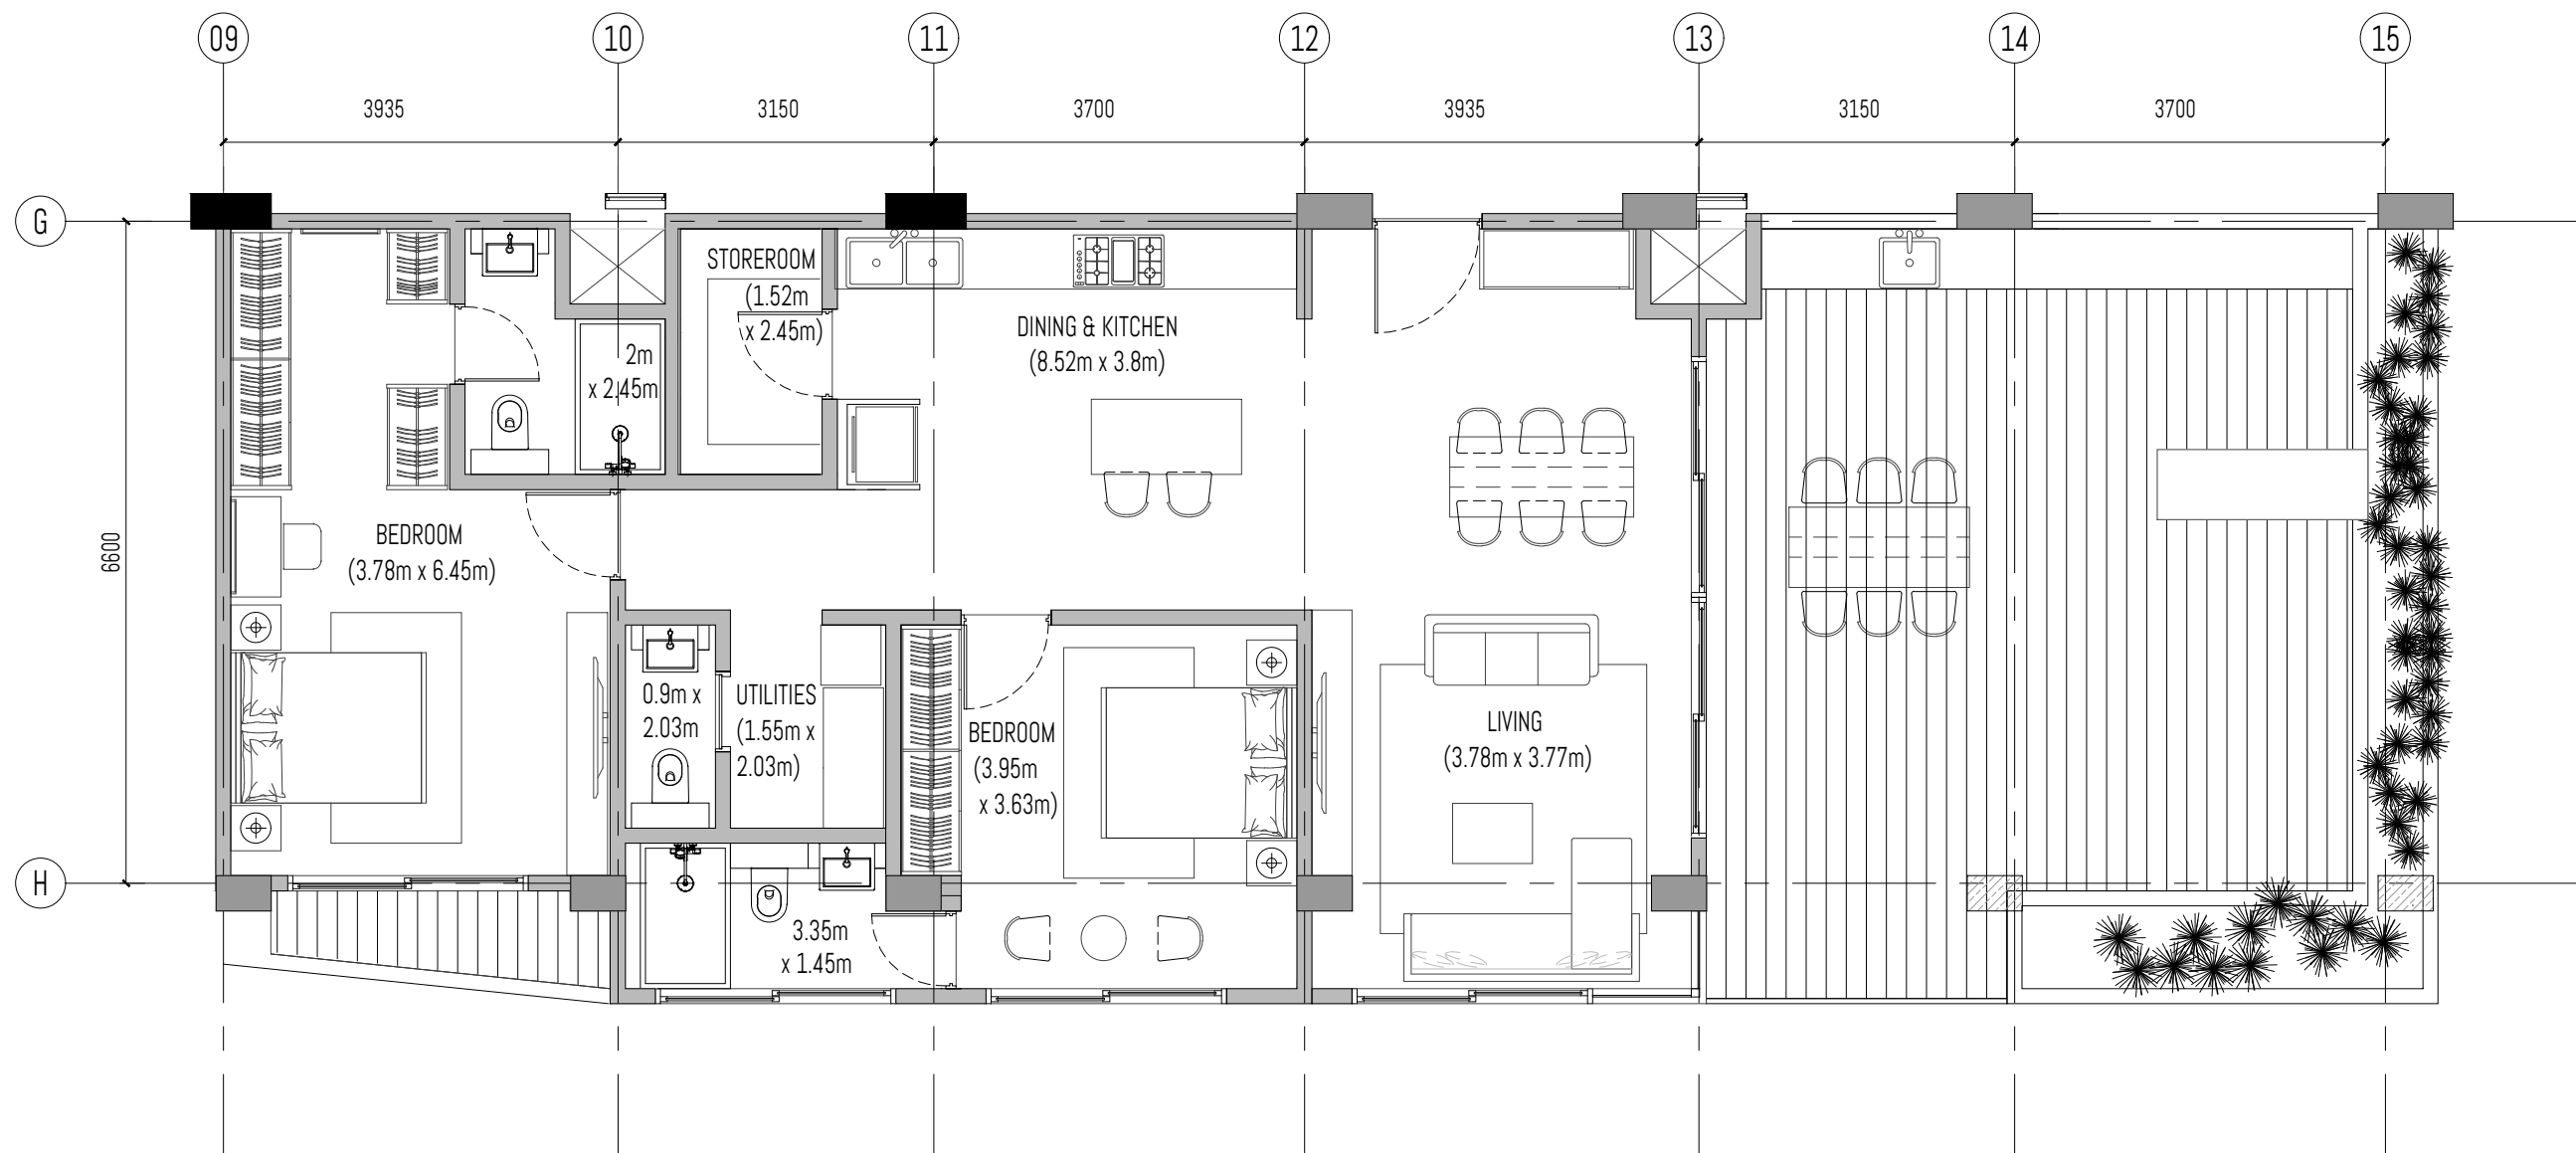 09
10
11
12
13
14
15
3935
3150
3700
3935
3150
3700
G
STOREROOM
(1.52m
x 2.45m)
DINING & KITCHEN
(8.52m x 3.8m)
2m
x 2.45m
BEDROOM
(3.78m x 6.45m)
6600
0.9m x
2.03m
UTILITIES
(1.55m x
2.03m)
BEDROOM
(3.95m
x 3.63m)
LIVING
(3.78m x 3.77m)
H
3.35m
x 1.45m